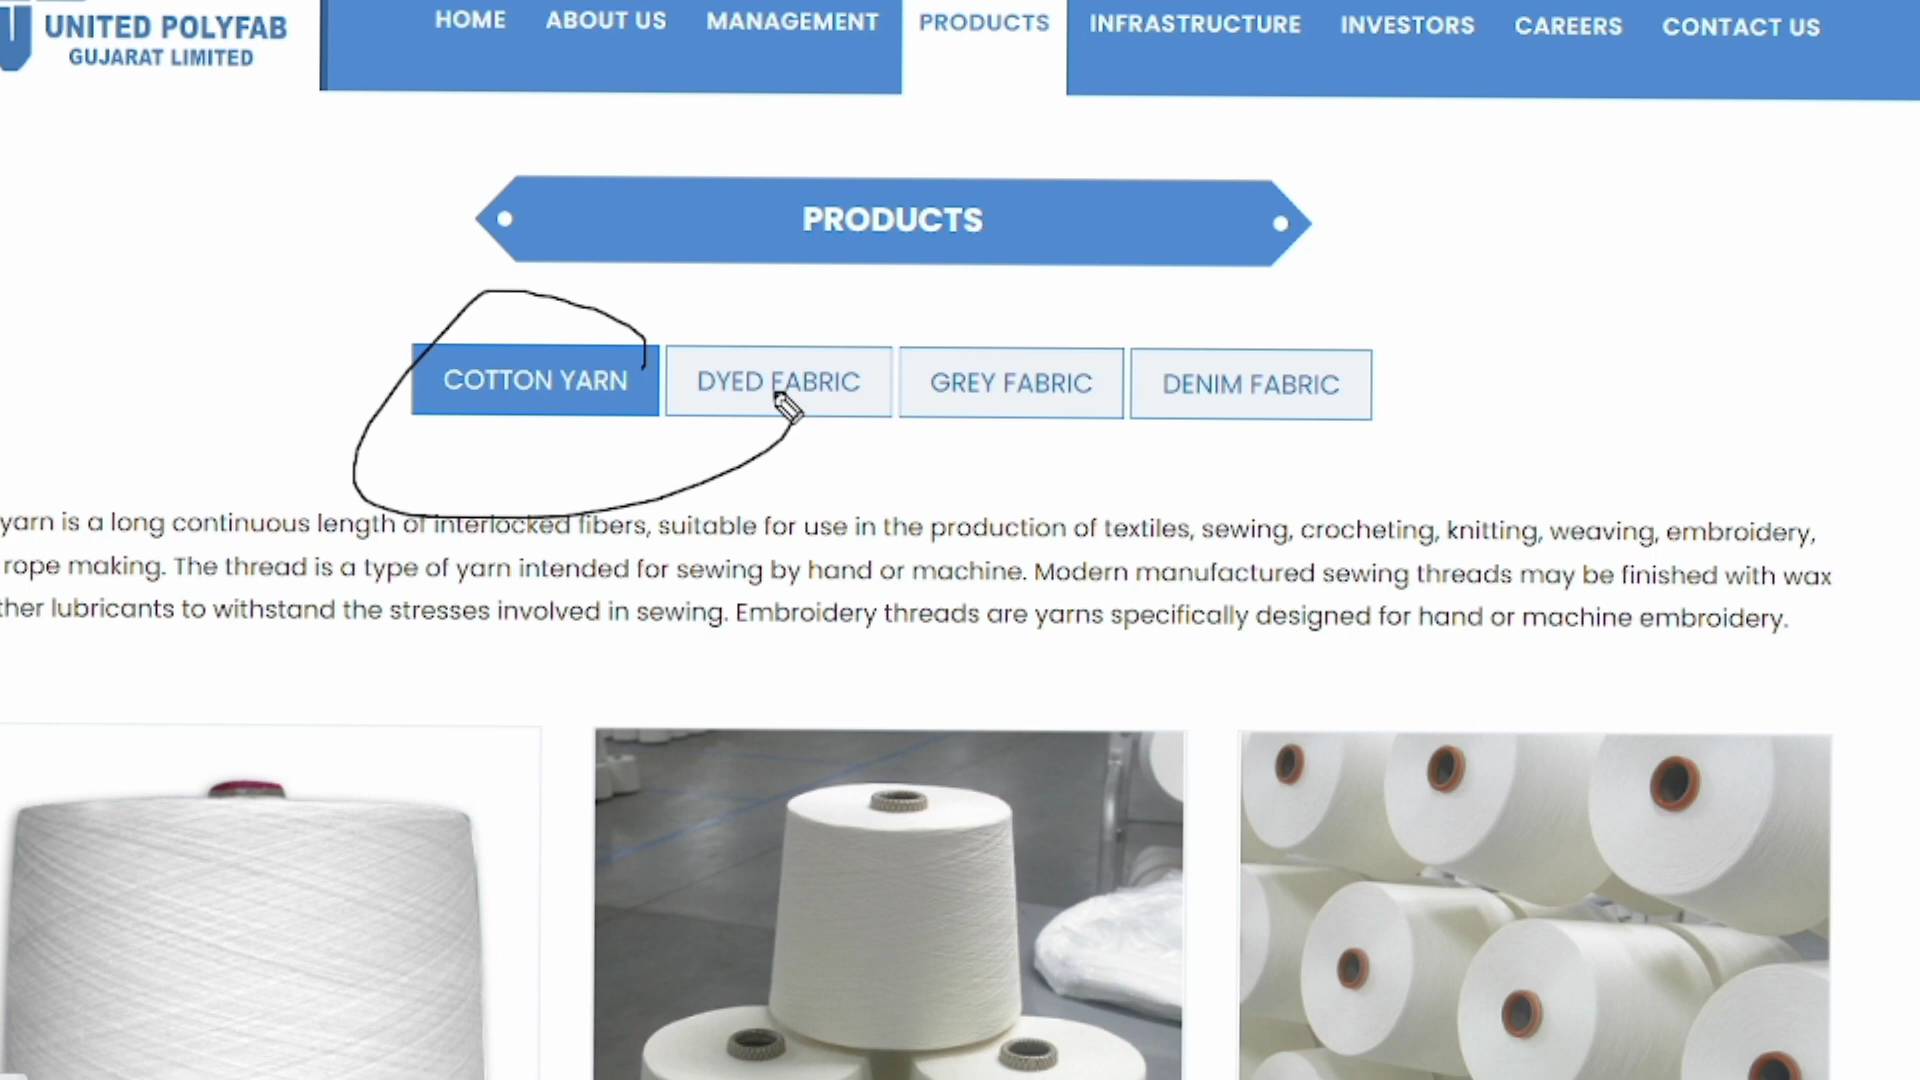 UNITED POLYFAB
GUJARAT LIMITED
HOME ABOUT US MANAGEMENT PRODUCTS INFRASTRUCTURE INVESTORS CAREERS CONTACT US
PRODUCTS
COTTON YARN DYED FABRIC GREY FABRIC DENIM FABRIC
yarn is a long continuous length of interlocked fibers, suitable for use in the production of textiles, sewing, crocheting, knitting, weaving, embroidery,
rope making. The thread is a type of yarn intended for sewing by hand or machine. Modern manufactured sewing threads may be finished with wax
ther lubricants to withstand the stresses involved in sewing. Embroidery threads are yarns specifically designed for hand or machine embroidery.